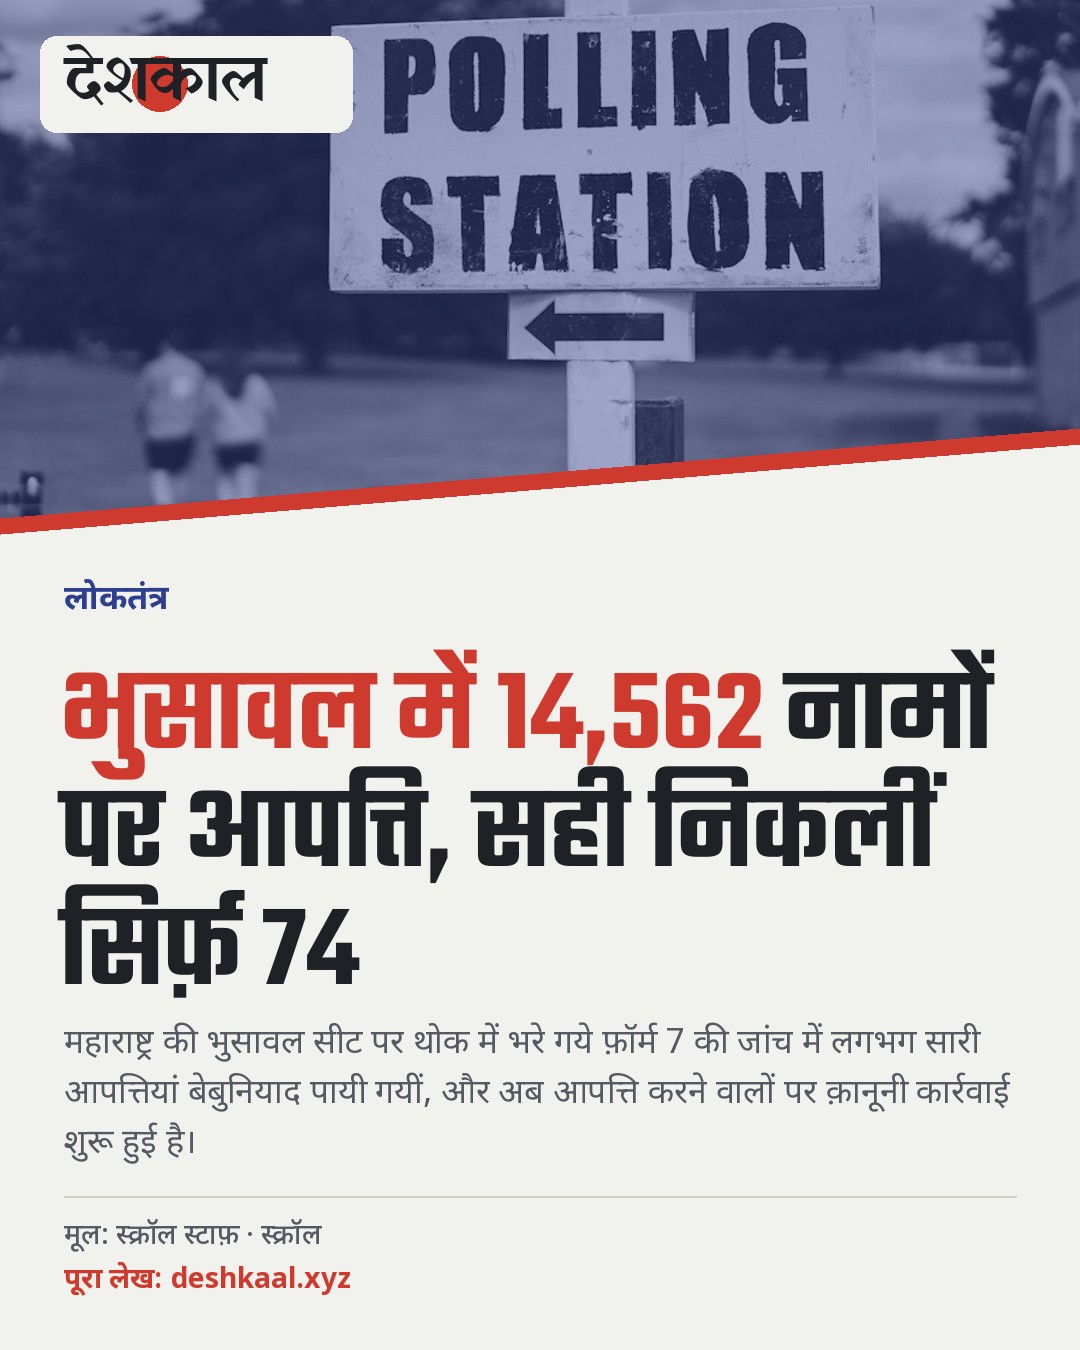 देशकाल
POLLING
STATION
लोकतंत्र
भुसावल में 14,562 नामों
पर आपत्ति, सही निकलीं
सिर्फ़ 74
महाराष्ट्र की भुसावल सीट पर थोक में भरे गये फ़ॉर्म 7 की जांच में लगभग सारी
आपत्तियां बेबुनियाद पायी गयीं, और अब आपत्ति करने वालों पर क़ानूनी कार्रवाई
शुरू हुई है।
मूल: स्क्रॉल स्टाफ़ · स्क्रॉल
पूरा लेख: deshkaal.xyz